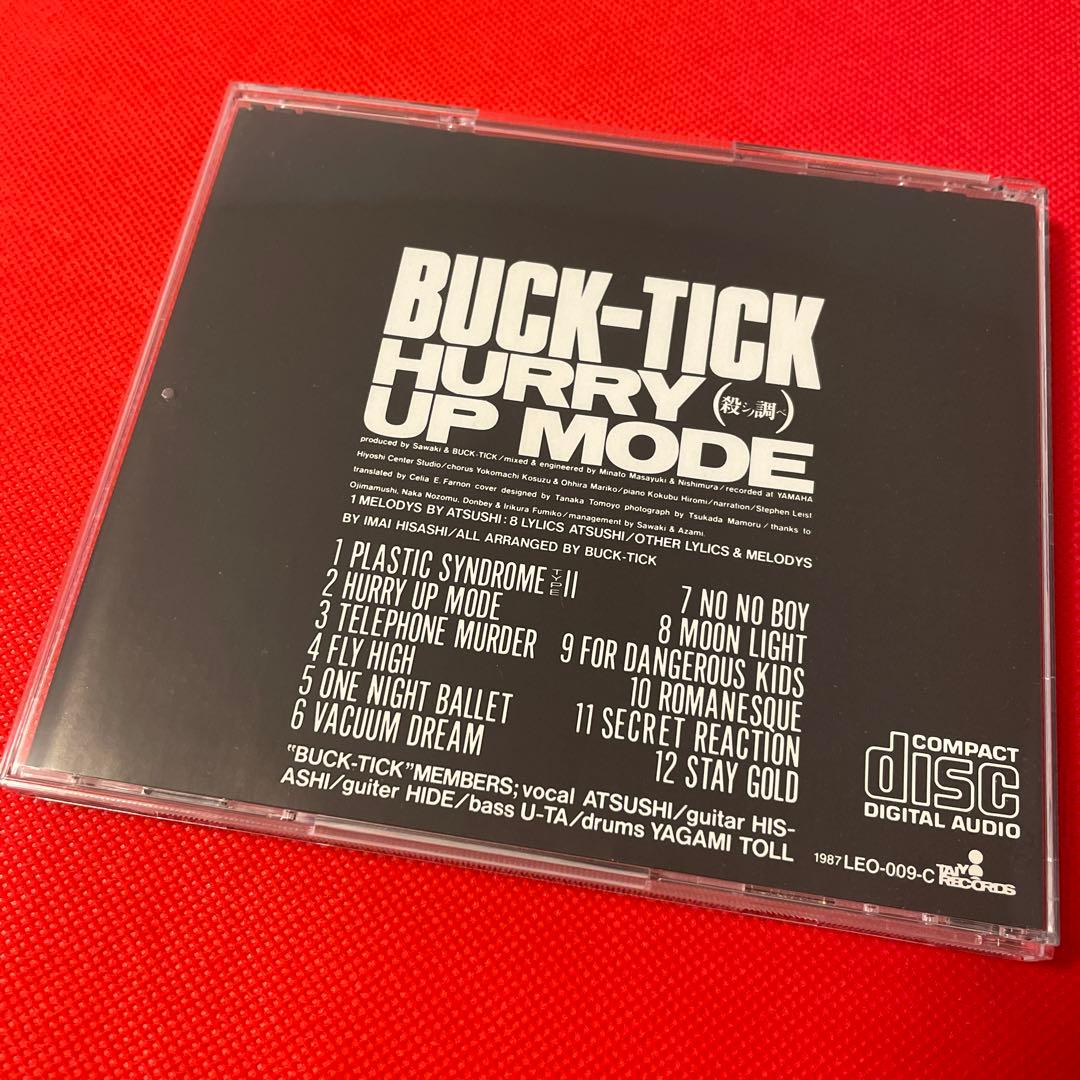 BUCK-TICK
HURRY (殺シノ調ベ)
UP MODE
produced by Sawaki & BUCK-TICK/mixed & engineered by Minato Masayuki & Nishimura/recorded at YAMAHA
Hiyoshi Center Studio/chorus Yokomachi Kosuzu & Ohhira Mariko/piano Kokubu Hiromi/narration/Stephen Leist
translated by Celia E. Farnon cover designed by Tanaka Tomoyo photograph by Tsukada Mamoru/thanks to
Ojimamushi, Naka Nozomu, Donbey & Irikura Fumiko/management by Sawaki & Azami.
1 MELODYS BY ATSUSHI: 8 LYLICS ATSUSHI/OTHER LYLICS & MELODYS
BY IMAI HISASHI/ALL ARRANGED BY BUCK-TICK
1 PLASTIC SYNDROME TYPE II
2 HURRY UP MODE
3 TELEPHONE MURDER
4 FLY HIGH
5 ONE NIGHT BALLET
6 VACUUM DREAM
7 NO NO BOY
8 MOON LIGHT
9 FOR DANGEROUS KIDS
10 ROMANESQUE
11 SECRET REACTION
12 STAY GOLD
"BUCK-TICK"MEMBERS; vocal ATSUSHI/guitar HIS-
ASHI/guiter HIDE/bass U-TA/drums YAGAMI TOLL
COMPACT
disc
DIGITAL AUDIO
1987 LEO-009-C TAIYO
RECORDS